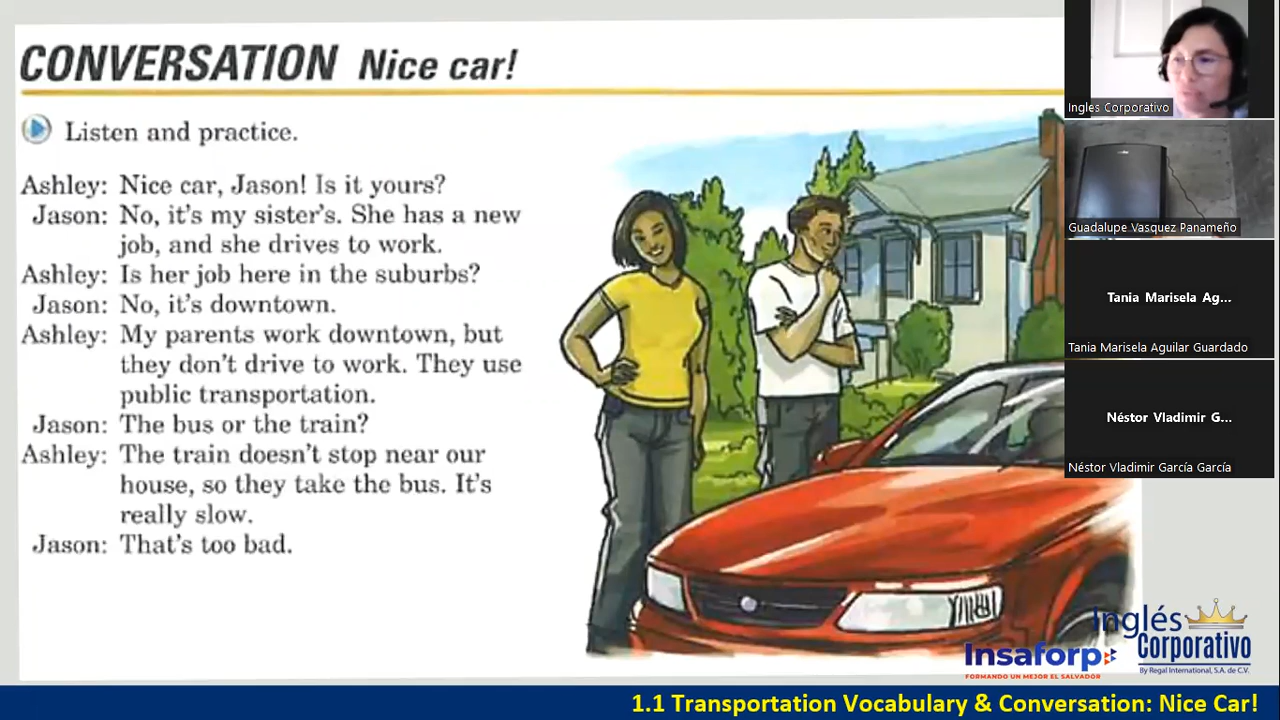 CONVERSATION Nice car!
Listen and practice.
Ashley: Nice car, Jason! Is it yours?
Jason: No, it's my sister's. She has a new
job, and she drives to work.
Ashley: Is her job here in the suburbs?
Jason: No, it's downtown.
Ashley: My parents work downtown, but
they don't drive to work. They use
public transportation.
Jason: The bus or the train?
Ashley: The train doesn't stop near our
house, so they take the bus. It's
really slow.
Jason: That's too bad.
Ingles Corporativo
Guadalupe Vasquez Panameño
Tania Marisela Ag...
Tania Marisela Aguilar Guardado
Néstor Vladimir G...
Néstor Vladimir García García
Insaforp
FORMANDO UN MEJOR EL SALVADOR
Inglés
Corporativo
By Regal International, S.A. de C.V.
1.1 Transportation Vocabulary & Conversation: Nice Car!